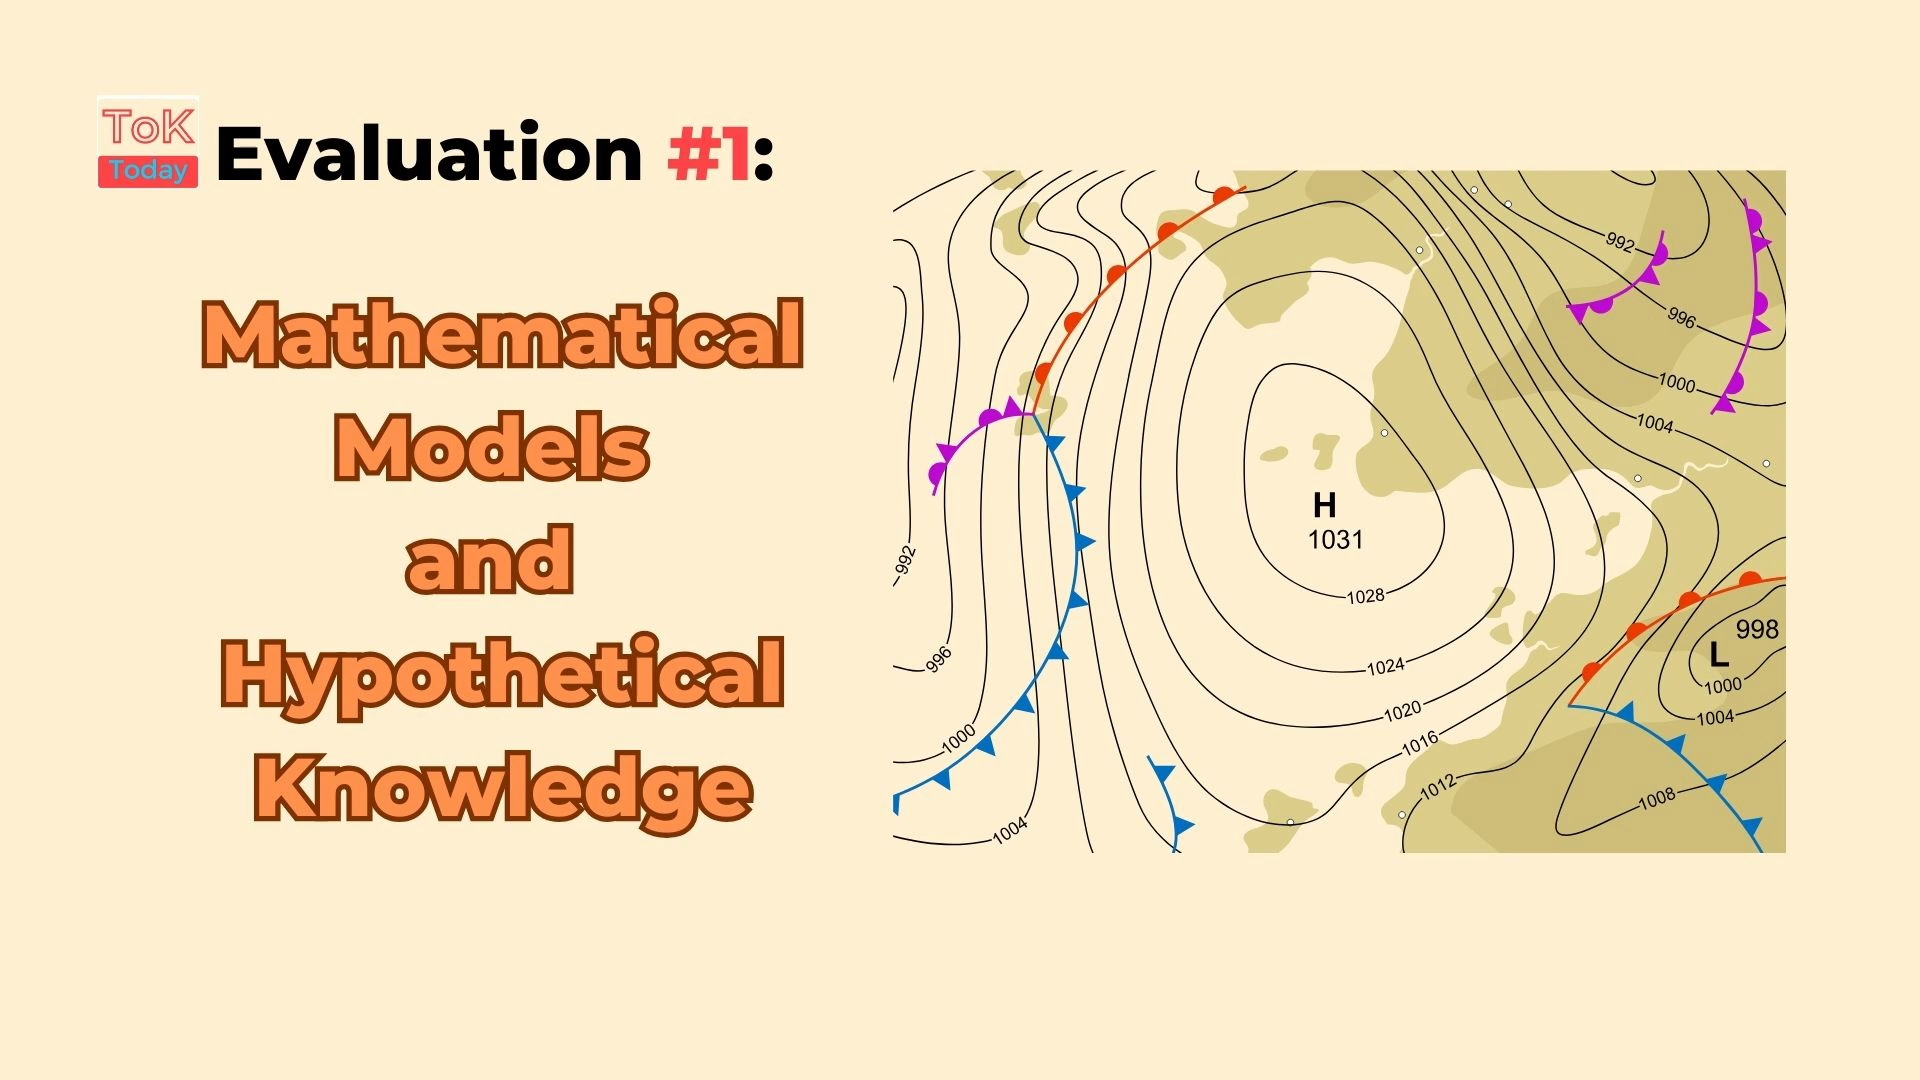 ToK
Today
Evaluation #1:
Mathematical
Models
and
Hypothetical
Knowledge
992
996
1000
1004
H
1031
1028
1024
1020
1016
1012
1008
992
996
1000
1004
998
L
1000
1004